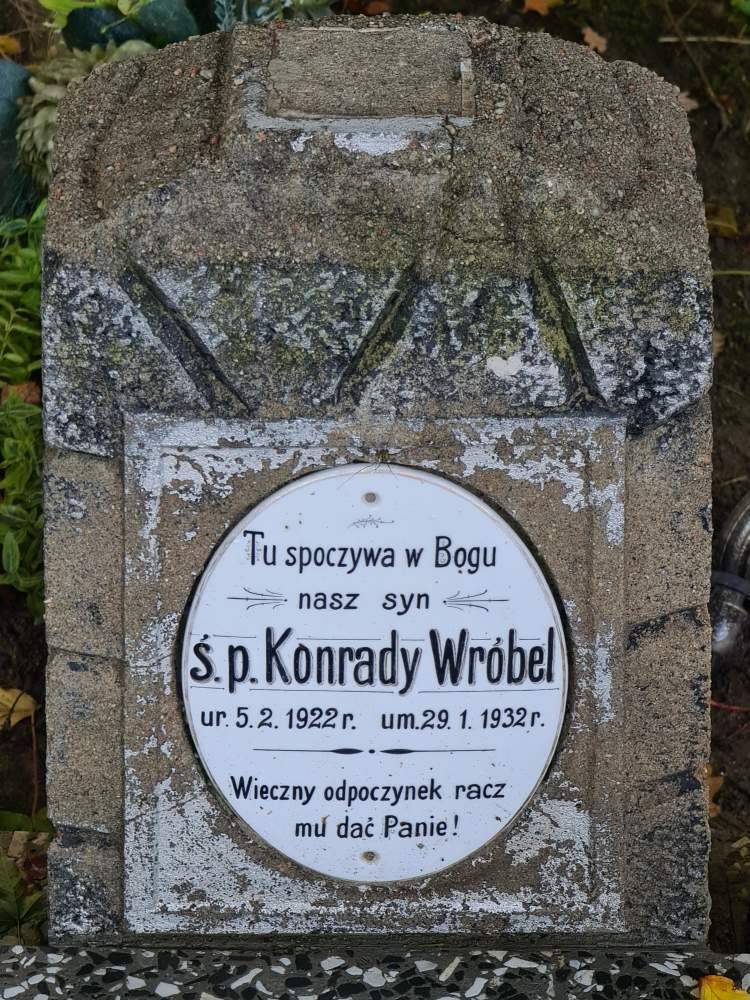 Tu spoczywa w Bogu
nasz syn
ś.p. Konrady Wróbel
ur. 5. 2. 1922 r. um. 29. 1. 1932 r.
Wieczny odpoczynek racz
mu dać Panie!